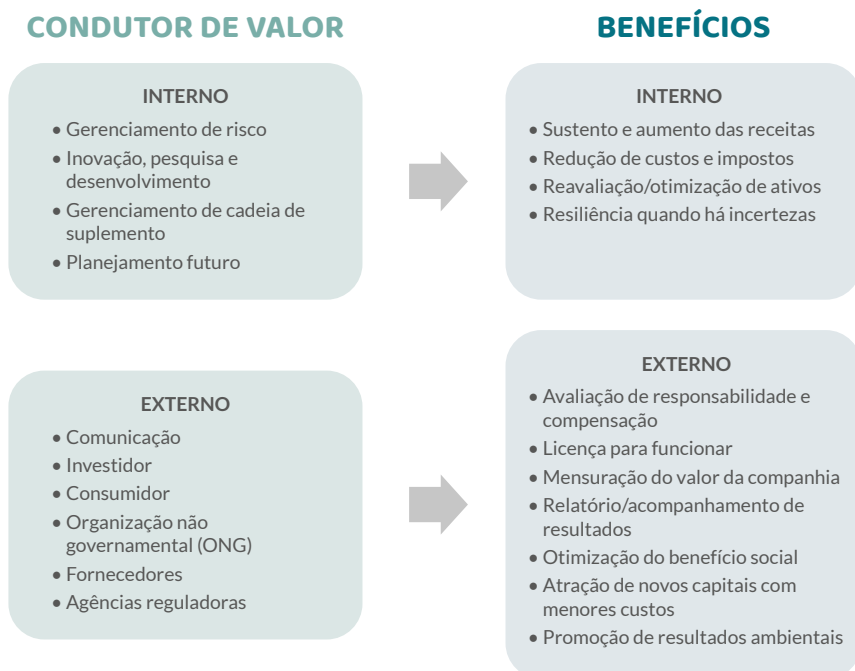 CONDUTOR DE VALOR
INTERNO
• Gerenciamento de risco
• Inovação, pesquisa e
desenvolvimento
• Gerenciamento de cadeia de
suplemento
• Planejamento futuro
EXTERNO
• Comunicação
• Investidor
• Consumidor
• Organização não
governamental (ONG)
• Fornecedores
• Agências reguladoras
BENEFÍCIOS
INTERNO
• Sustento e aumento das receitas
• Redução de custos e impostos
• Reavaliação/otimização de ativos
• Resiliência quando há incertezas
EXTERNO
• Avaliação de responsabilidade e
compensação
• Licença para funcionar
• Mensuração do valor da companhia
• Relatório/acompanhamento de
resultados
• Otimização do benefício social
• Atração de novos capitais com
menores custos
• Promoção de resultados ambientais